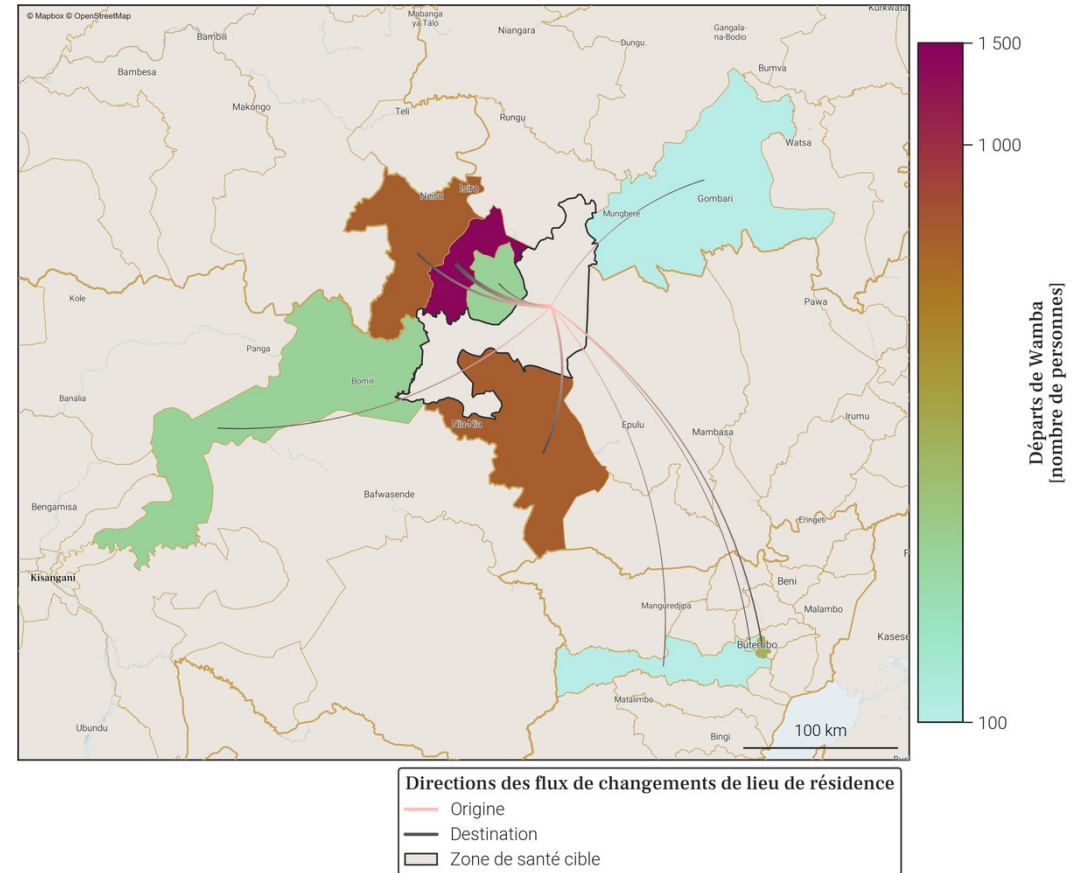 © Mapbox © OpenStreetMap
Mabanga
ya Talo
Kurkwata
Bambili
Niangara
Gangala-
na-Bodio
Dungu
Bambesa
Bumva
Makongo
Teli
Rungu
Watsa
Isiro
Neisu
Gombari
Mungbere
Kole
Pawa
Panga
Bomili
Banalia
Nia-Nia
Epulu
Mambasa
Irumu
Bafwasende
Bengamisa
Eringeti
Kisangani
Beni
Manguredjipa
Malambo
Kasese
Butembo
Matalimbo
Ubundu
Bingi
100 km
1 500
1 000
100
Départs de Wamba
[nombre de personnes]
Directions des flux de changements de lieu de résidence
Origine
Destination
Zone de santé cible